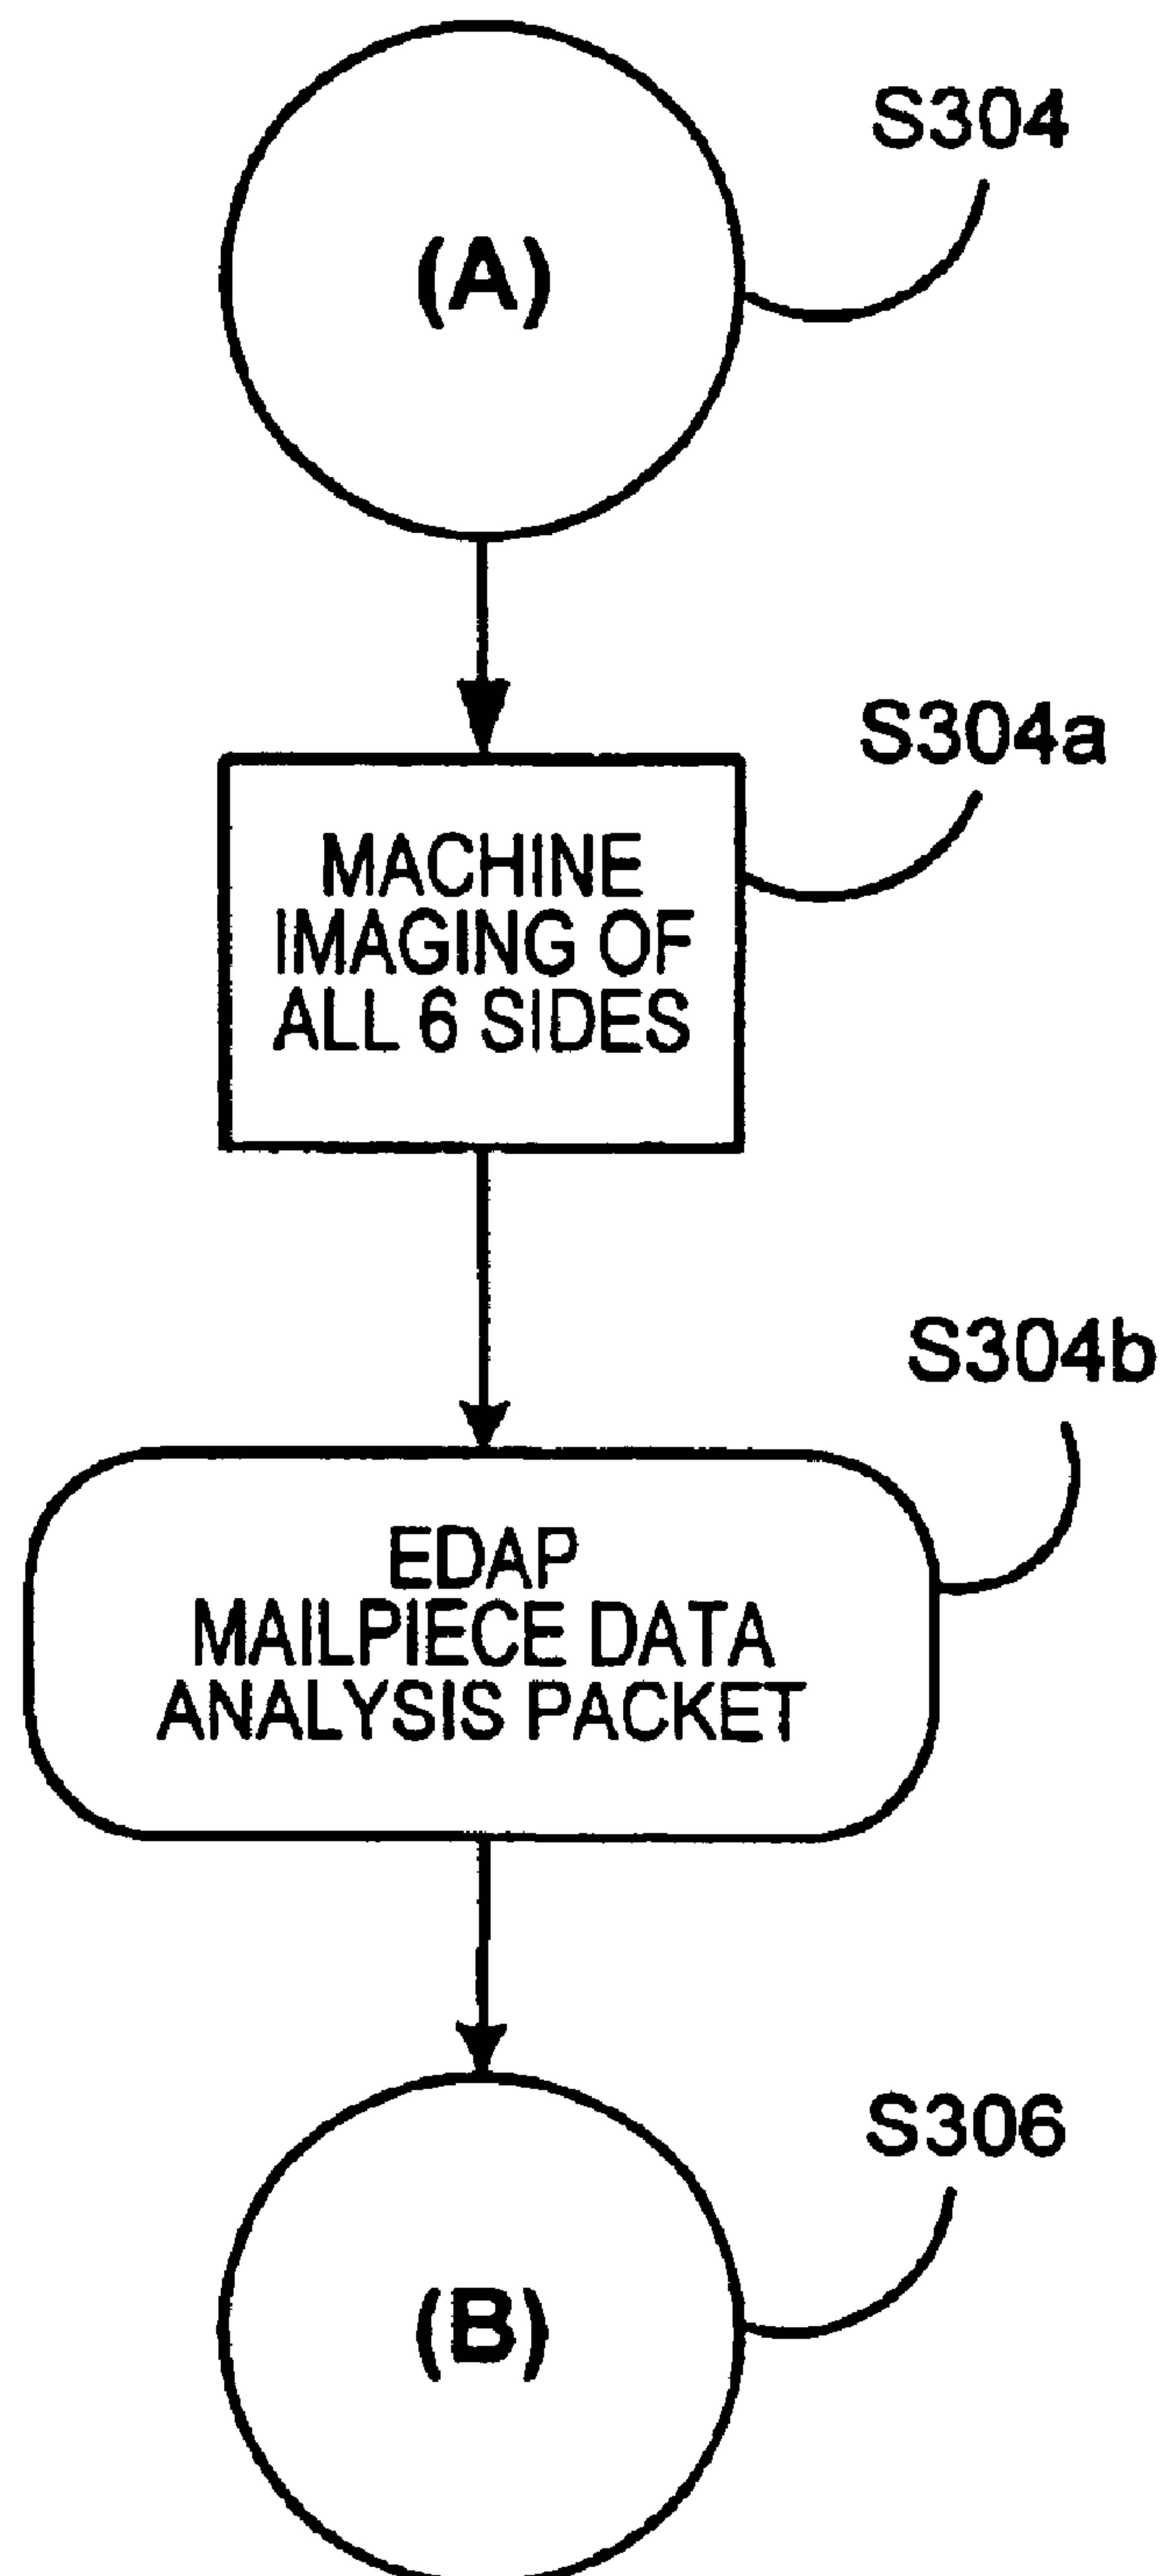 S304
(A)
S304a
MACHINE
IMAGING OF
ALL 6 SIDES
S304b
EDAP
MAILPIECE DATA
ANALYSIS PACKET
S306
(B)